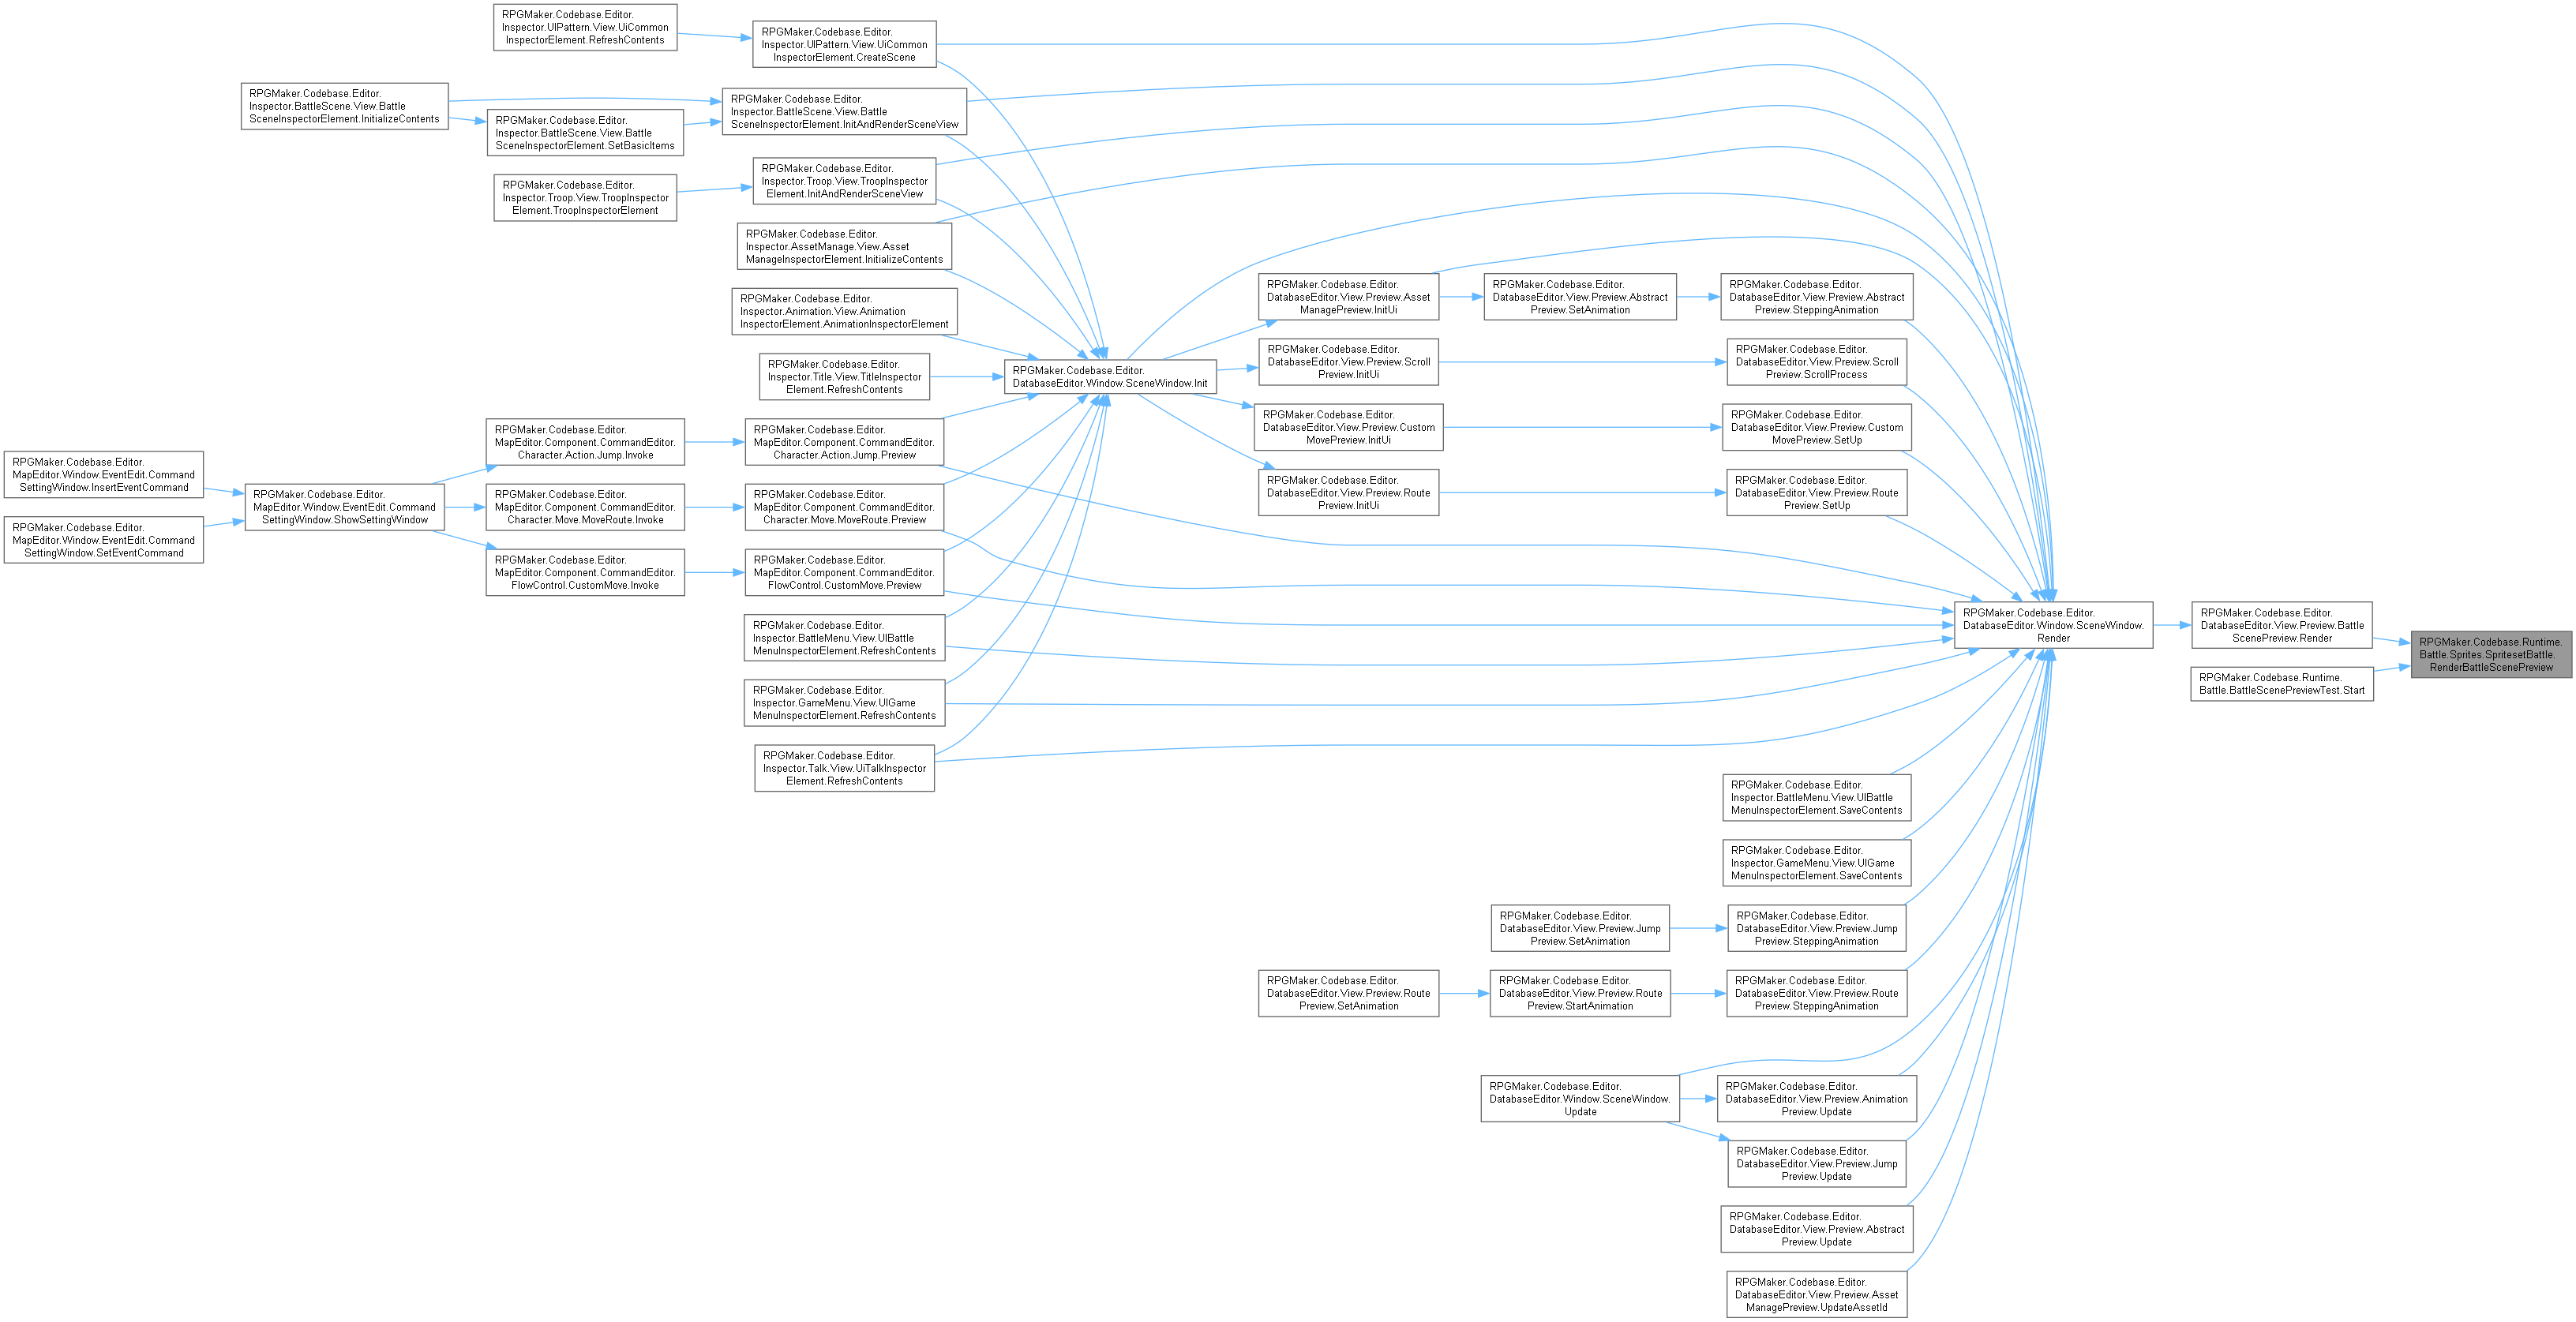 RPGMaker.Codebase.Editor.
Inspector.UIPattern.View.UiCommon
InspectorElement.RefreshContents
RPGMaker.Codebase.Editor.
Inspector.UIPattern.View.UiCommon
InspectorElement.CreateScene
RPGMaker.Codebase.Editor.
Inspector.BattleScene.View.Battle
SceneInspectorElement.InitializeContents
RPGMaker.Codebase.Editor.
Inspector.BattleScene.View.Battle
SceneInspectorElement.SetBasicItems
RPGMaker.Codebase.Editor.
Inspector.BattleScene.View.Battle
SceneInspectorElement.InitAndRenderSceneView
RPGMaker.Codebase.Editor.
Inspector.Troop.View.TroopInspector
Element.TroopInspectorElement
RPGMaker.Codebase.Editor.
Inspector.Troop.View.TroopInspector
Element.InitAndRenderSceneView
RPGMaker.Codebase.Editor.
Inspector.AssetManage.View.Asset
ManageInspectorElement.InitializeContents
RPGMaker.Codebase.Editor.
Inspector.Animation.View.Animation
InspectorElement.AnimationInspectorElement
RPGMaker.Codebase.Editor.
Inspector.Title.View.TitleInspector
Element.RefreshContents
RPGMaker.Codebase.Editor.
DatabaseEditor.Window.SceneWindow.Init
RPGMaker.Codebase.Editor.
DatabaseEditor.View.Preview.Asset
ManagePreview.InitUi
RPGMaker.Codebase.Editor.
DatabaseEditor.View.Preview.Abstract
Preview.SetAnimation
RPGMaker.Codebase.Editor.
DatabaseEditor.View.Preview.Abstract
Preview.SteppingAnimation
RPGMaker.Codebase.Editor.
DatabaseEditor.View.Preview.Scroll
Preview.InitUi
RPGMaker.Codebase.Editor.
DatabaseEditor.View.Preview.Scroll
Preview.ScrollProcess
RPGMaker.Codebase.Editor.
DatabaseEditor.View.Preview.Custom
MovePreview.InitUi
RPGMaker.Codebase.Editor.
DatabaseEditor.View.Preview.Custom
MovePreview.SetUp
RPGMaker.Codebase.Editor.
DatabaseEditor.View.Preview.Route
Preview.InitUi
RPGMaker.Codebase.Editor.
DatabaseEditor.View.Preview.Route
Preview.SetUp
RPGMaker.Codebase.Editor.
MapEditor.Window.EventEdit.Command
SettingWindow.InsertEventCommand
RPGMaker.Codebase.Editor.
MapEditor.Window.EventEdit.Command
SettingWindow.SetEventCommand
RPGMaker.Codebase.Editor.
MapEditor.Window.EventEdit.Command
SettingWindow.ShowSettingWindow
RPGMaker.Codebase.Editor.
MapEditor.Component.CommandEditor.
Character.Action.Jump.Invoke
RPGMaker.Codebase.Editor.
MapEditor.Component.CommandEditor.
Character.Action.Jump.Preview
RPGMaker.Codebase.Editor.
MapEditor.Component.CommandEditor.
Character.Move.MoveRoute.Invoke
RPGMaker.Codebase.Editor.
MapEditor.Component.CommandEditor.
Character.Move.MoveRoute.Preview
RPGMaker.Codebase.Editor.
MapEditor.Component.CommandEditor.
FlowControl.CustomMove.Invoke
RPGMaker.Codebase.Editor.
MapEditor.Component.CommandEditor.
FlowControl.CustomMove.Preview
RPGMaker.Codebase.Editor.
Inspector.BattleMenu.View.UIBattle
MenuInspectorElement.RefreshContents
RPGMaker.Codebase.Editor.
Inspector.GameMenu.View.UIGame
MenuInspectorElement.RefreshContents
RPGMaker.Codebase.Editor.
Inspector.Talk.View.UiTalkInspector
Element.RefreshContents
RPGMaker.Codebase.Editor.
DatabaseEditor.Window.SceneWindow.
Render
RPGMaker.Codebase.Editor.
DatabaseEditor.View.Preview.Battle
ScenePreview.Render
RPGMaker.Codebase.Runtime.
Battle.BattleScenePreviewTest.Start
RPGMaker.Codebase.Runtime.
Battle.Sprites.SpritesetBattle.
RenderBattleScenePreview
RPGMaker.Codebase.Editor.
Inspector.BattleMenu.View.UIBattle
MenuInspectorElement.SaveContents
RPGMaker.Codebase.Editor.
Inspector.GameMenu.View.UIGame
MenuInspectorElement.SaveContents
RPGMaker.Codebase.Editor.
DatabaseEditor.View.Preview.Jump
Preview.SetAnimation
RPGMaker.Codebase.Editor.
DatabaseEditor.View.Preview.Jump
Preview.SteppingAnimation
RPGMaker.Codebase.Editor.
DatabaseEditor.View.Preview.Route
Preview.SetAnimation
RPGMaker.Codebase.Editor.
DatabaseEditor.View.Preview.Route
Preview.StartAnimation
RPGMaker.Codebase.Editor.
DatabaseEditor.View.Preview.Route
Preview.SteppingAnimation
RPGMaker.Codebase.Editor.
DatabaseEditor.Window.SceneWindow.
Update
RPGMaker.Codebase.Editor.
DatabaseEditor.View.Preview.Animation
Preview.Update
RPGMaker.Codebase.Editor.
DatabaseEditor.View.Preview.Jump
Preview.Update
RPGMaker.Codebase.Editor.
DatabaseEditor.View.Preview.Abstract
Preview.Update
RPGMaker.Codebase.Editor.
DatabaseEditor.View.Preview.Asset
ManagePreview.UpdateAssetId